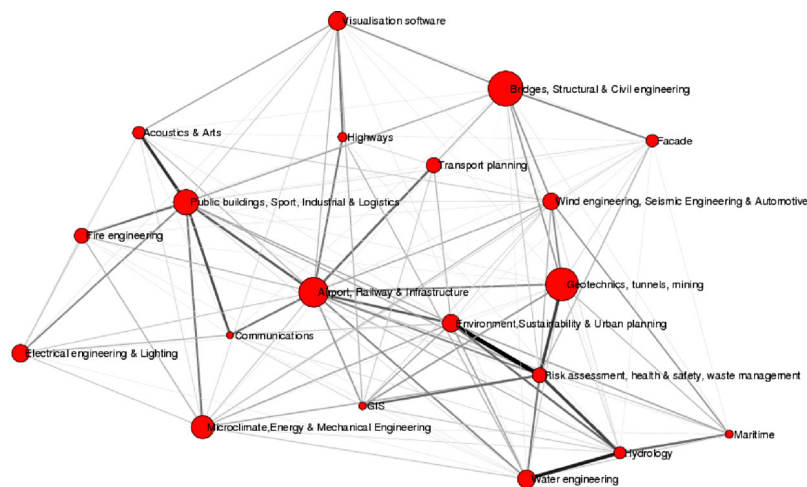 Visualisation software
Bridges, Structural & Civil engineering
Acoustics & Arts
Highways
Facade
Transport planning
Public buildings, Sport, Industrial & Logistics
Wind engineering, Seismic Engineering & Automotive
Fire engineering
Airport, Railway & Infrastructure
Geotechnics, tunnels, mining
Environment,Sustainability & Urban planning
Communications
Electrical engineering & Lighting
Risk assessment, health & safety, waste management
GIS
Microclimate,Energy & Mechanical Engineering
Maritime
Hydrology
Water engineering